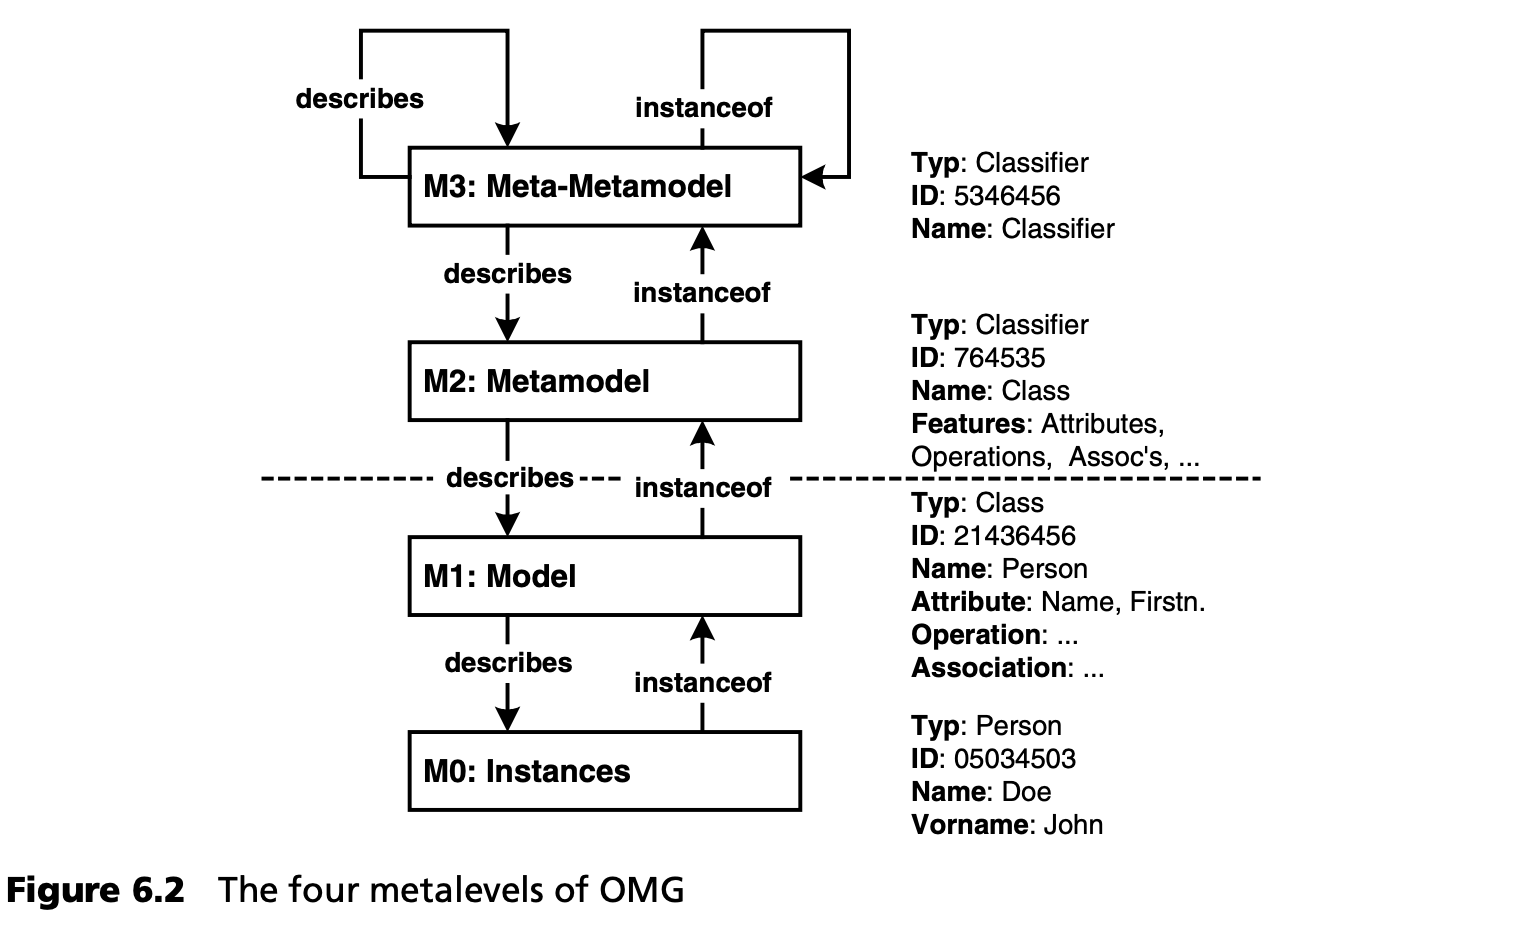 describes
instanceof
M3: Meta-Metamodel
Typ: Classifier
ID: 5346456
Name: Classifier
describes
instanceof
M2: Metamodel
Typ: Classifier
ID: 764535
Name: Class
Features: Attributes,
Operations, Assoc's, ...
describes
instanceof
M1: Model
Typ: Class
ID: 21436456
Name: Person
Attribute: Name, Firstn.
Operation: ...
Association: ...
describes
instanceof
M0: Instances
Typ: Person
ID: 05034503
Name: Doe
Vorname: John
Figure 6.2 The four metalevels of OMG